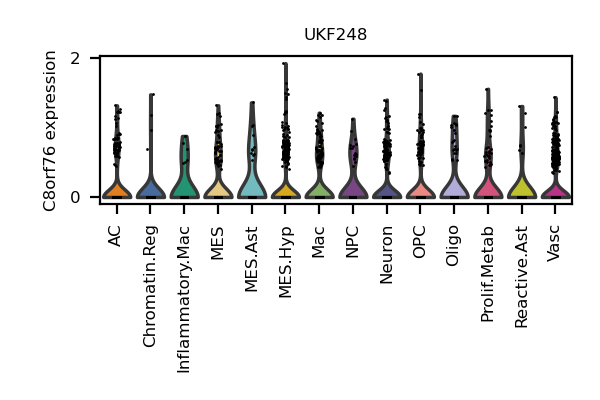 UKF248
C8orf76 expression
2
0
AC
Chromatin.Reg
Inflammatory.Mac
MES
MES.Ast
MES.Hyp
Mac
NPC
Neuron
OPC
Oligo
Prolif.Metab
Reactive.Ast
Vasc